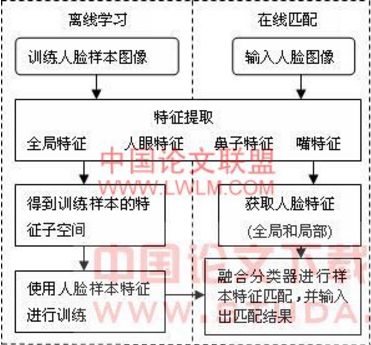 离线学习
在线匹配
训练人脸样本图像
输入人脸图像
特征提取
全局特征 人眼特征 鼻子特征 嘴特征
中国论文联盟
WWW.LWLM.COM
得到训练样本的特
征子空间
获取人脸特征
(全局和局部)
使用人脸样本特征
进行训练
融合分类器进行样
本特征匹配,并输入
出匹配结果
中国论文下载